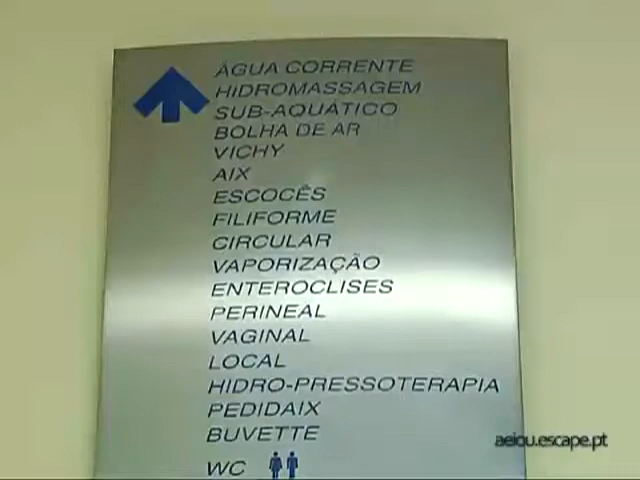 ÁGUA CORRENTE
HIDROMASSAGEM
SUB-AQUÁTICO
BOLHA DE AR
VICHY
AIX
ESCOCÊS
FILIFORME
CIRCULAR
VAPORIZAÇÃO
ENTEROCLISES
PERINEAL
VAGINAL
LOCAL
HIDRO-PRESSOTERAPIA
PEDIDAIX
BUVETTE
WC
aeiou.escape.pt